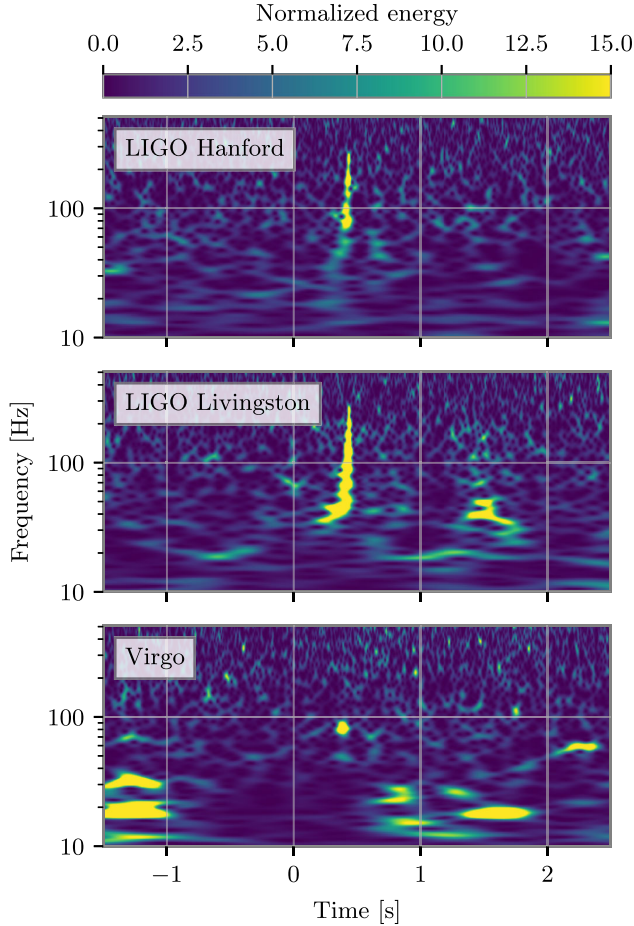 Normalized energy
0.0 2.5 5.0 7.5 10.0 12.5 15.0
LIGO Hanford
100
10
LIGO Livingston
100
10
Frequency [Hz]
Virgo
100
10
−1 0 1 2
Time [s]